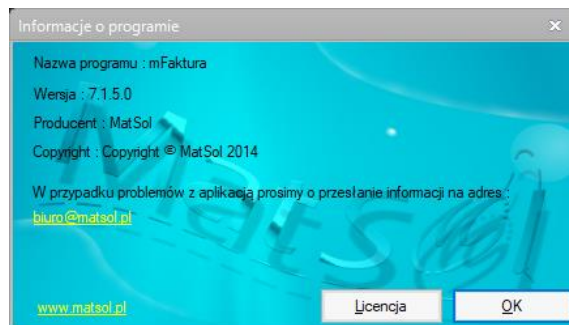 Informacje o programie
Nazwa programu : mFaktura
Wersja : 7.1.5.0
Producent : MatSol
Copyright : Copyright © MatSol 2014
W przypadku problemów z aplikacją prosimy o przesłanie informacji na adres :
biuro@matsol.pl
MatSol
www.matsol.pl
Licencja
OK